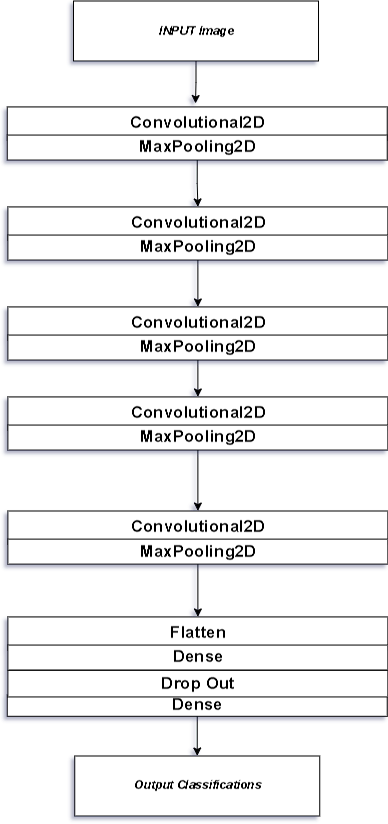 INPUT Image
Convolutional2D
MaxPooling2D
Convolutional2D
MaxPooling2D
Convolutional2D
MaxPooling2D
Convolutional2D
MaxPooling2D
Convolutional2D
MaxPooling2D
Flatten
Dense
Drop Out
Dense
Output Classifications